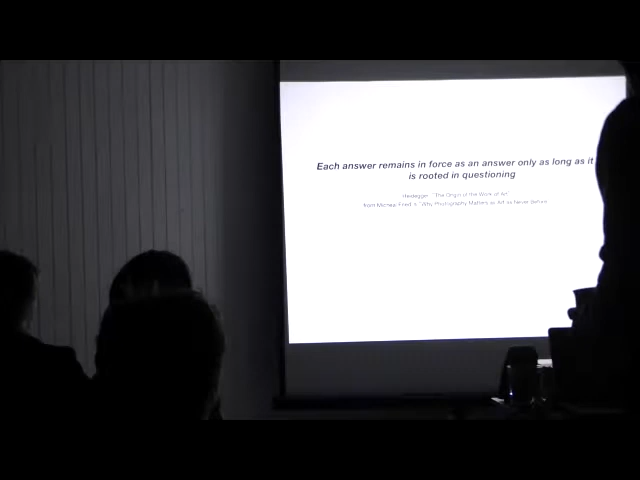 Each answer remains in force as an answer only as long as it
is rooted in questioning
Heidegger "The Origin of the Work of Art"
from Michael Fried's "Why Photography Matters as Art as Never Before